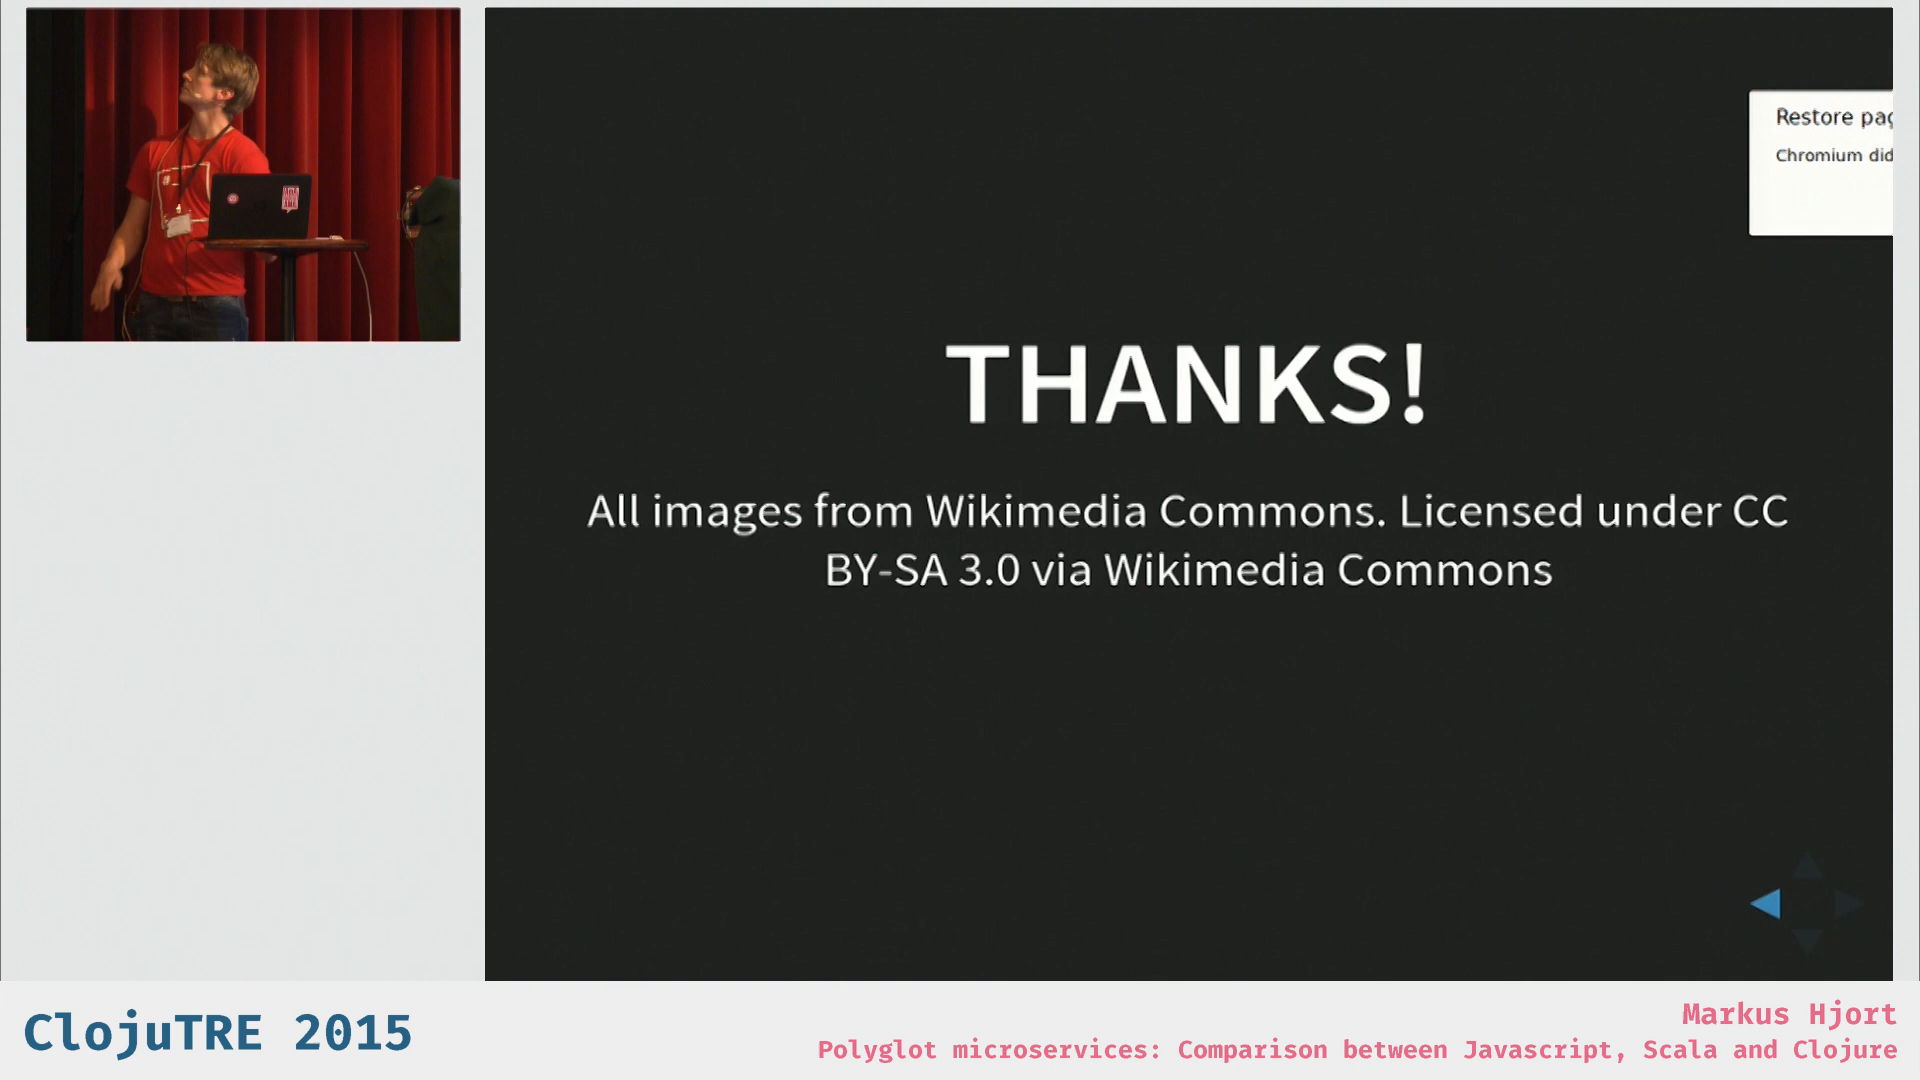 Restore pag
Chromium did
THANKS!
All images from Wikimedia Commons. Licensed under CC
BY-SA 3.0 via Wikimedia Commons
ClojuTRE 2015
Markus Hjort
Polyglot microservices: Comparison between Javascript, Scala and Clojure